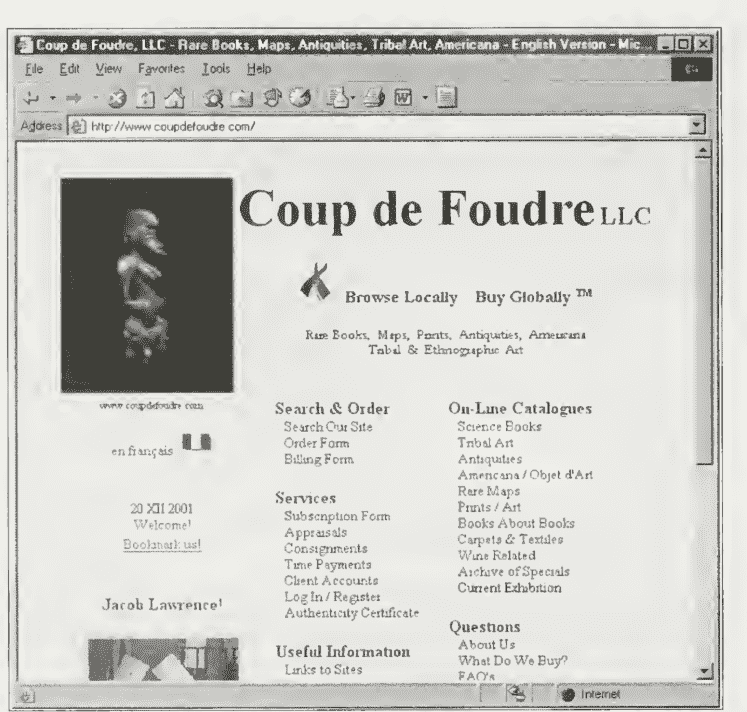 Coup de Foudre, LLC - Rare Books, Maps, Antiquities, Tribal Art, Americana - English Version - Mic...
File Edit View Favorites Tools Help
Address http://www.coupdefoudre.com/
Coup de Foudre LLC
Browse Locally Buy Globally ™
Rare Books, Maps, Prints, Antiquities, Americana
Tribal & Ethnographic Art
www.coupdefoudre.com
en français
20 XII 2001
Welcome!
Bookmark us!
Jacob Lawrence!
Search & Order
Search Our Site
Order Form
Billing Form
Services
Subscription Form
Appraisals
Consignments
Time Payments
Client Accounts
Log In / Register
Authenticity Certificate
Useful Information
Links to Sites
On-Line Catalogues
Science Books
Tribal Art
Antiquities
Americana / Objet d'Art
Rare Maps
Prints / Art
Books About Books
Carpets & Textiles
Wine Related
Archive of Specials
Current Exhibition
Questions
About Us
What Do We Buy?
FAQ's
Internet